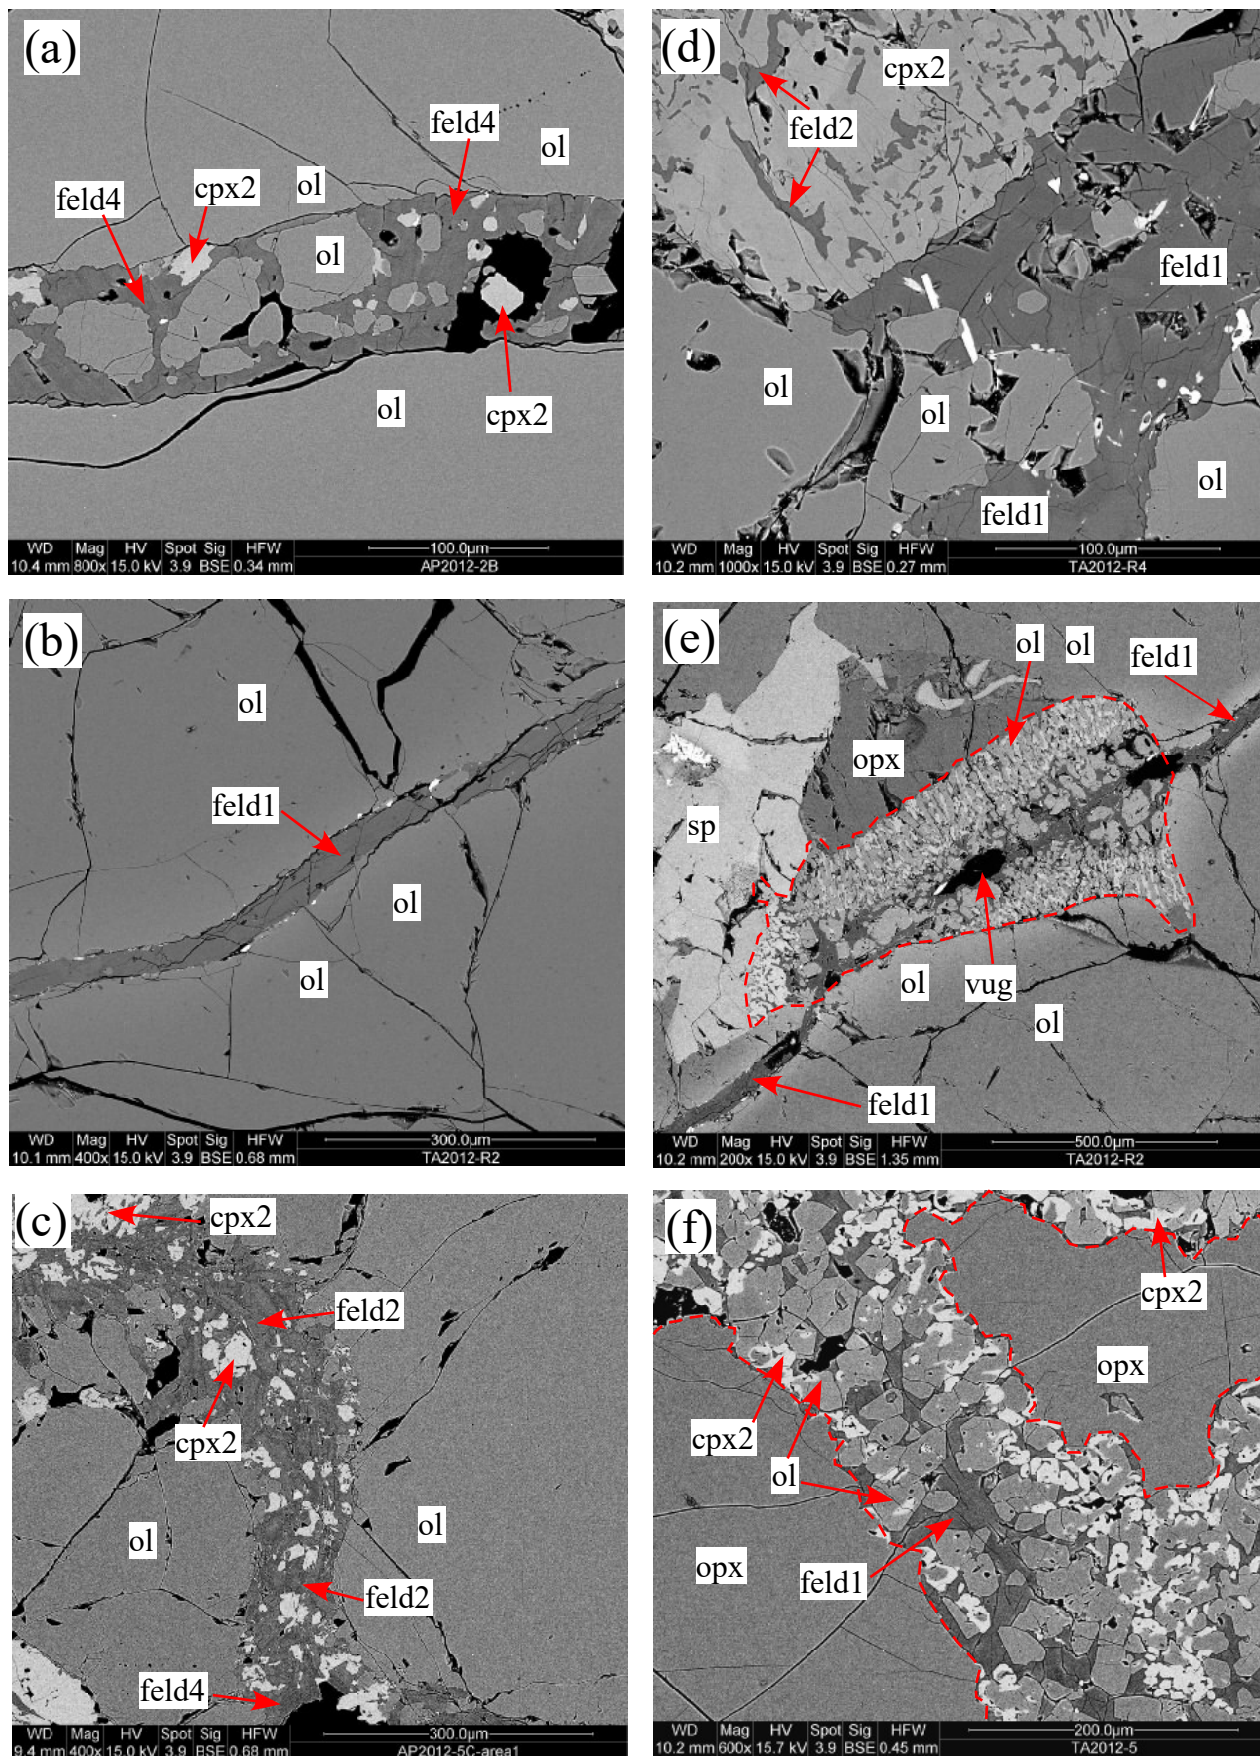 (a)
feld4
ol
ol
cpx2
feld4
ol
cpx2
ol
WD Mag HV Spot Sig HFW 100.0µm
10.4 mm 800x 15.0 kV 3.9 BSE 0.34 mm AP2012-2B
(b)
ol
feld1
ol
ol
WD Mag HV Spot Sig HFW 300.0µm
10.1 mm 400x 15.0 kV 3.9 BSE 0.68 mm TA2012-R2
(c)
cpx2
feld2
cpx2
ol
ol
feld2
feld4
WD Mag HV Spot Sig HFW 300.0µm
9.4 mm 400x 15.0 kV 3.9 BSE 0.68 mm AP2012-5C-area1
(d)
cpx2
feld2
feld1
ol
ol
ol
feld1
WD Mag HV Spot Sig HFW 100.0µm
10.2 mm 1000x 15.0 kV 3.9 BSE 0.27 mm TA2012-R4
(e)
ol
ol
feld1
opx
sp
ol
vug
ol
feld1
WD Mag HV Spot Sig HFW 500.0µm
10.2 mm 200x 15.0 kV 3.9 BSE 1.35 mm TA2012-R2
(f)
cpx2
opx
cpx2
ol
opx
feld1
WD Mag HV Spot Sig HFW 200.0µm
10.2 mm 600x 15.7 kV 3.9 BSE 0.45 mm TA2012-5